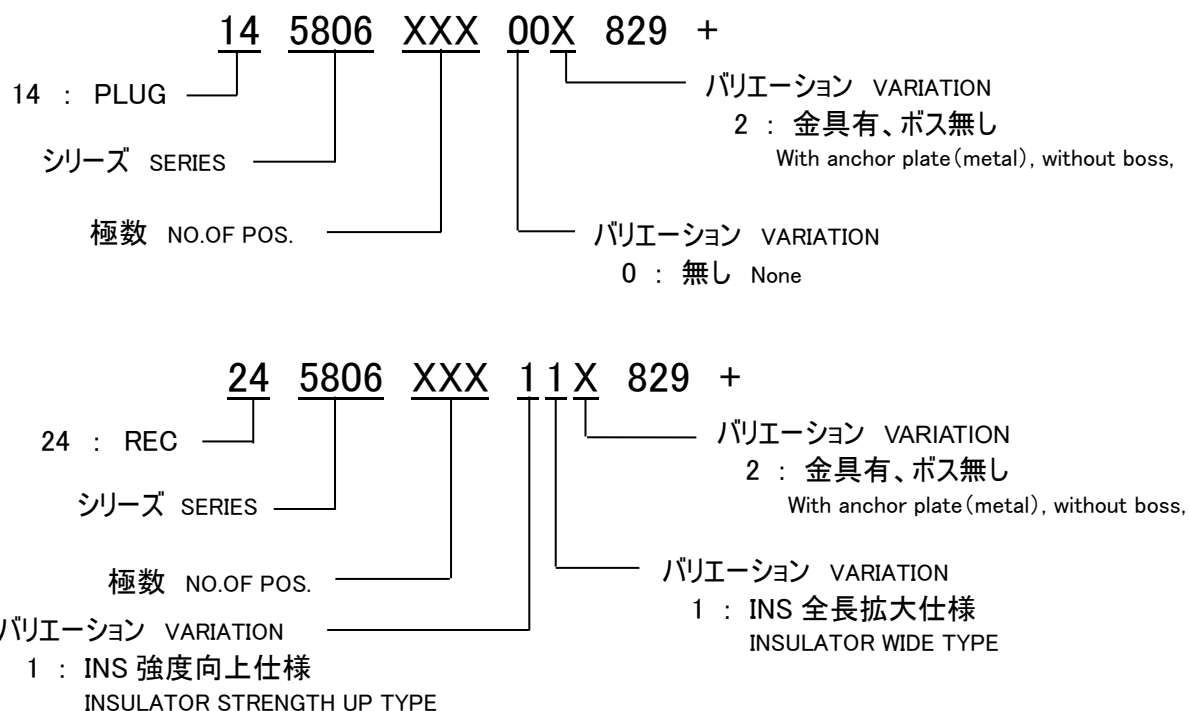 14 5806 XXX 00X 829 +
14 : PLUG
シリーズ SERIES
極数 NO.OF POS.
バリエーション VARIATION
2 : 金具有、ボス無し
With anchor plate(metal), without boss,
バリエーション VARIATION
0 : 無し None
24 5806 XXX 11X 829 +
24 : REC
シリーズ SERIES
極数 NO.OF POS.
バリエーション VARIATION
1 : INS 強度向上仕様
INSULATOR STRENGTH UP TYPE
バリエーション VARIATION
2 : 金具有、ボス無し
With anchor plate(metal), without boss,
バリエーション VARIATION
1 : INS 全長拡大仕様
INSULATOR WIDE TYPE